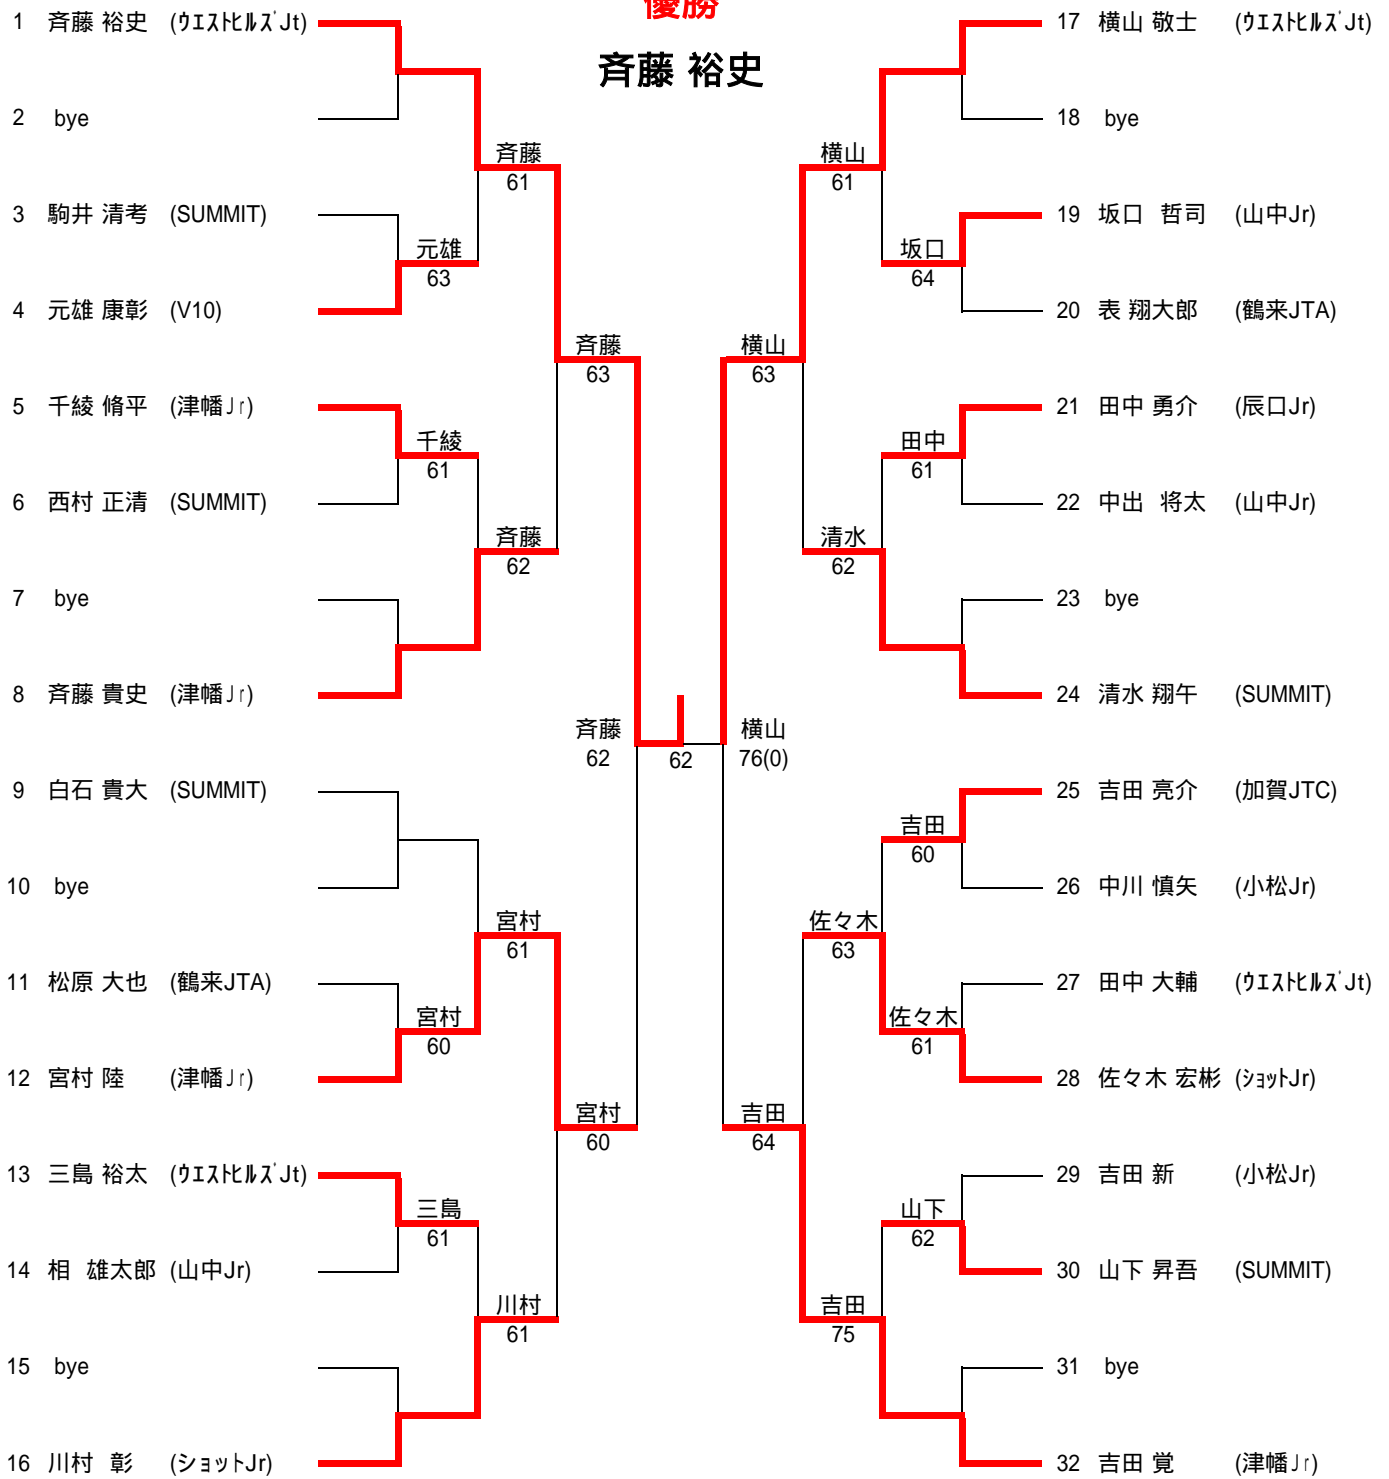 優勝
斉藤 裕史
1 斉藤 裕史 (ウエストヒルズJt)
2 bye
3 駒井 清考 (SUMMIT)
4 元雄 康彰 (V10)
5 千綾 脩平 (津幡Jr)
6 西村 正清 (SUMMIT)
7 bye
8 斉藤 貴史 (津幡Jr)
9 白石 貴大 (SUMMIT)
10 bye
11 松原 大也 (鶴来JTA)
12 宮村 陸 (津幡Jr)
13 三島 裕太 (ウエストヒルズJt)
14 相 雄太郎 (山中Jr)
15 bye
16 川村 彰 (ショットJr)
元雄
63
千綾
61
宮村
60
三島
61
斉藤
61
斉藤
62
宮村
61
川村
61
斉藤
63
宮村
60
斉藤
62
62
横山
76(0)
横山
63
吉田
64
横山
61
清水
62
佐々木
63
吉田
75
坂口
64
田中
61
吉田
60
佐々木
61
山下
62
17 横山 敬士 (ウエストヒルズJt)
18 bye
19 坂口 哲司 (山中Jr)
20 表 翔大郎 (鶴来JTA)
21 田中 勇介 (辰口Jr)
22 中出 将太 (山中Jr)
23 bye
24 清水 翔午 (SUMMIT)
25 吉田 亮介 (加賀JTC)
26 中川 慎矢 (小松Jr)
27 田中 大輔 (ウエストヒルズJt)
28 佐々木 宏彬 (ショットJr)
29 吉田 新 (小松Jr)
30 山下 昇吾 (SUMMIT)
31 bye
32 吉田 覚 (津幡Jr)